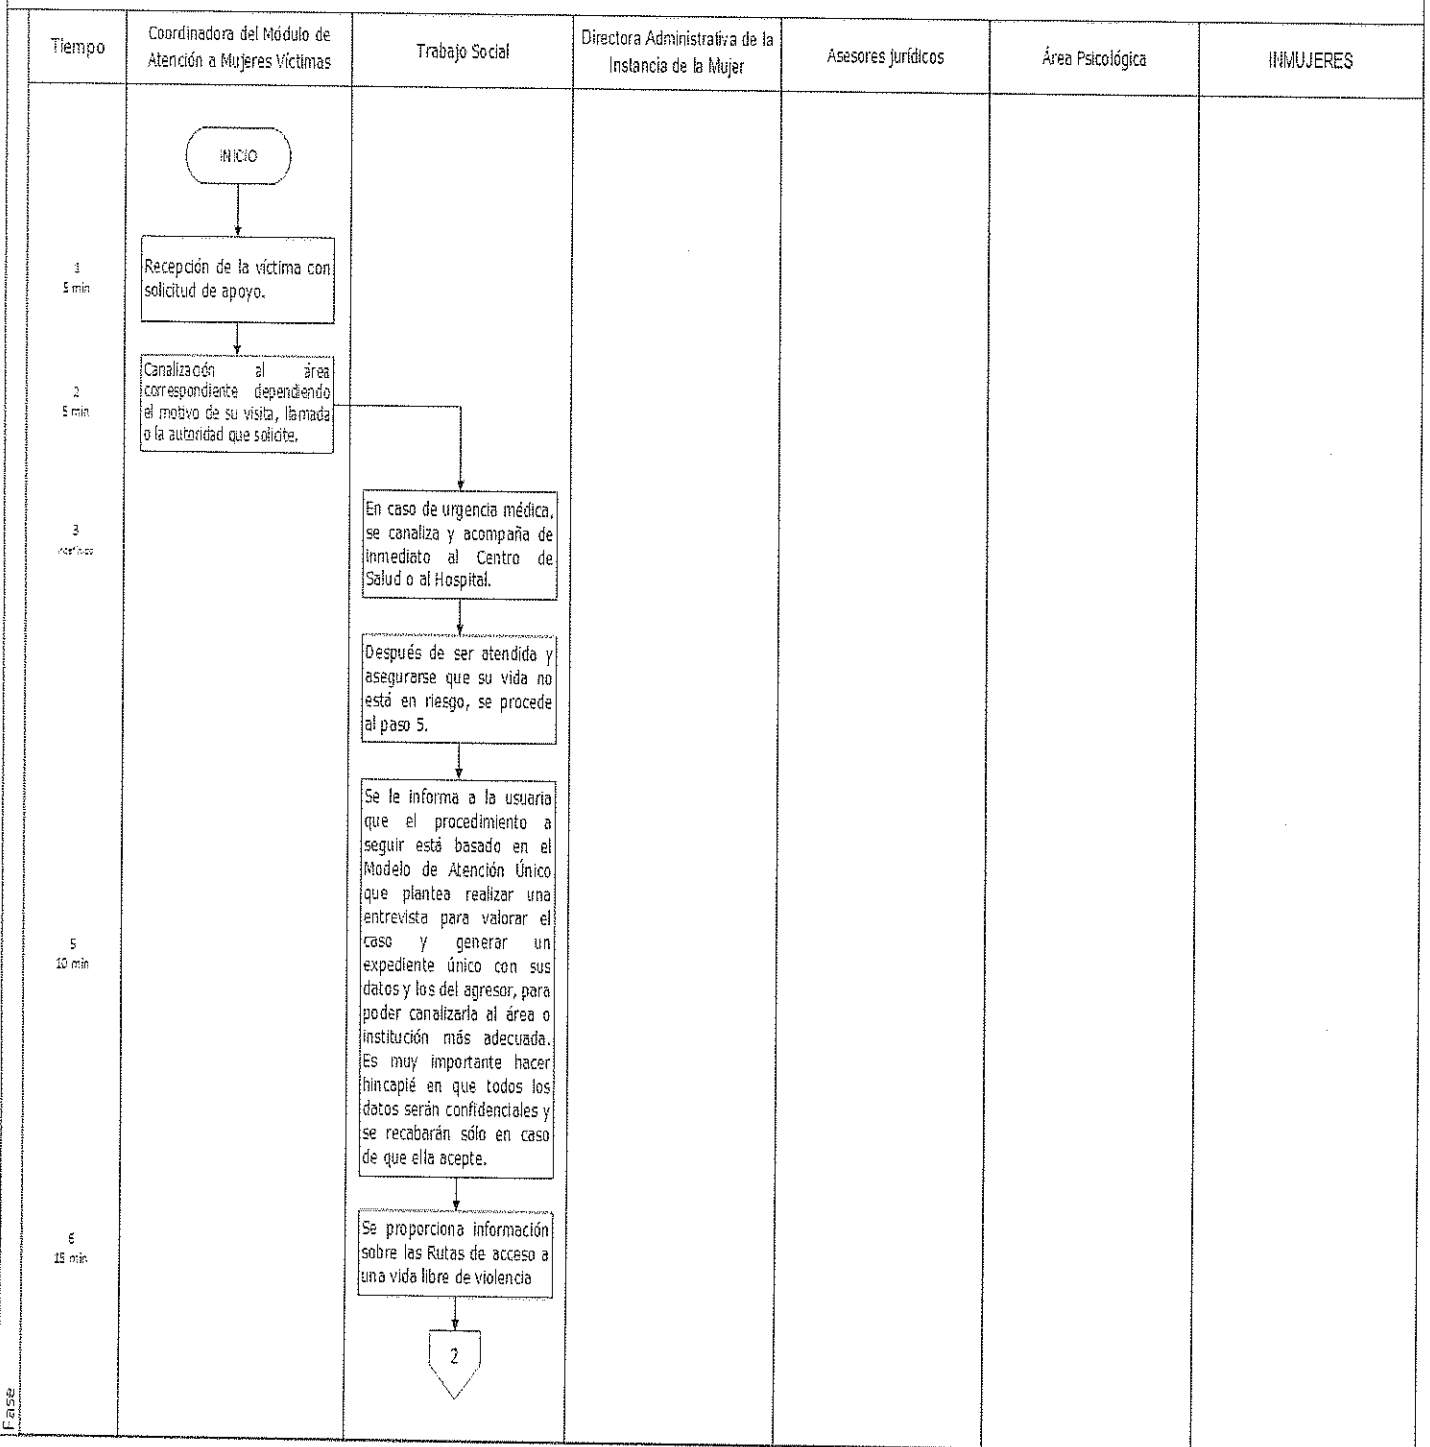 Tiempo
Coordinadora del Módulo de
Atención a Mujeres Víctimas
Trabajo Social
Directora Administrativa de la
Instancia de la Mujer
Asesores Jurídicos
Área Psicológica
INMUJERES
INICIO
1
5 min
Recepción de la víctima con
solicitud de apoyo.
2
5 min
Canalización al área
correspondiente dependiendo
el motivo de su visita, llamada
o la autoridad que solicite.
3
En caso de urgencia médica,
se canaliza y acompaña de
inmediato al Centro de
Salud o al Hospital.
Después de ser atendida y
asegurarse que su vida no
está en riesgo, se procede
al paso 5.
5
10 min
Se le informa a la usuaria
que el procedimiento a
seguir está basado en el
Modelo de Atención Único
que plantea realizar una
entrevista para valorar el
caso y generar un
expediente único con sus
datos y los del agresor, para
poder canalizarla al área o
institución más adecuada.
Es muy importante hacer
hincapié en que todos los
datos serán confidenciales y
se recabarán sólo en caso
de que ella acepte.
6
15 min
Se proporciona información
sobre las Rutas de acceso a
una vida libre de violencia
2
Fase